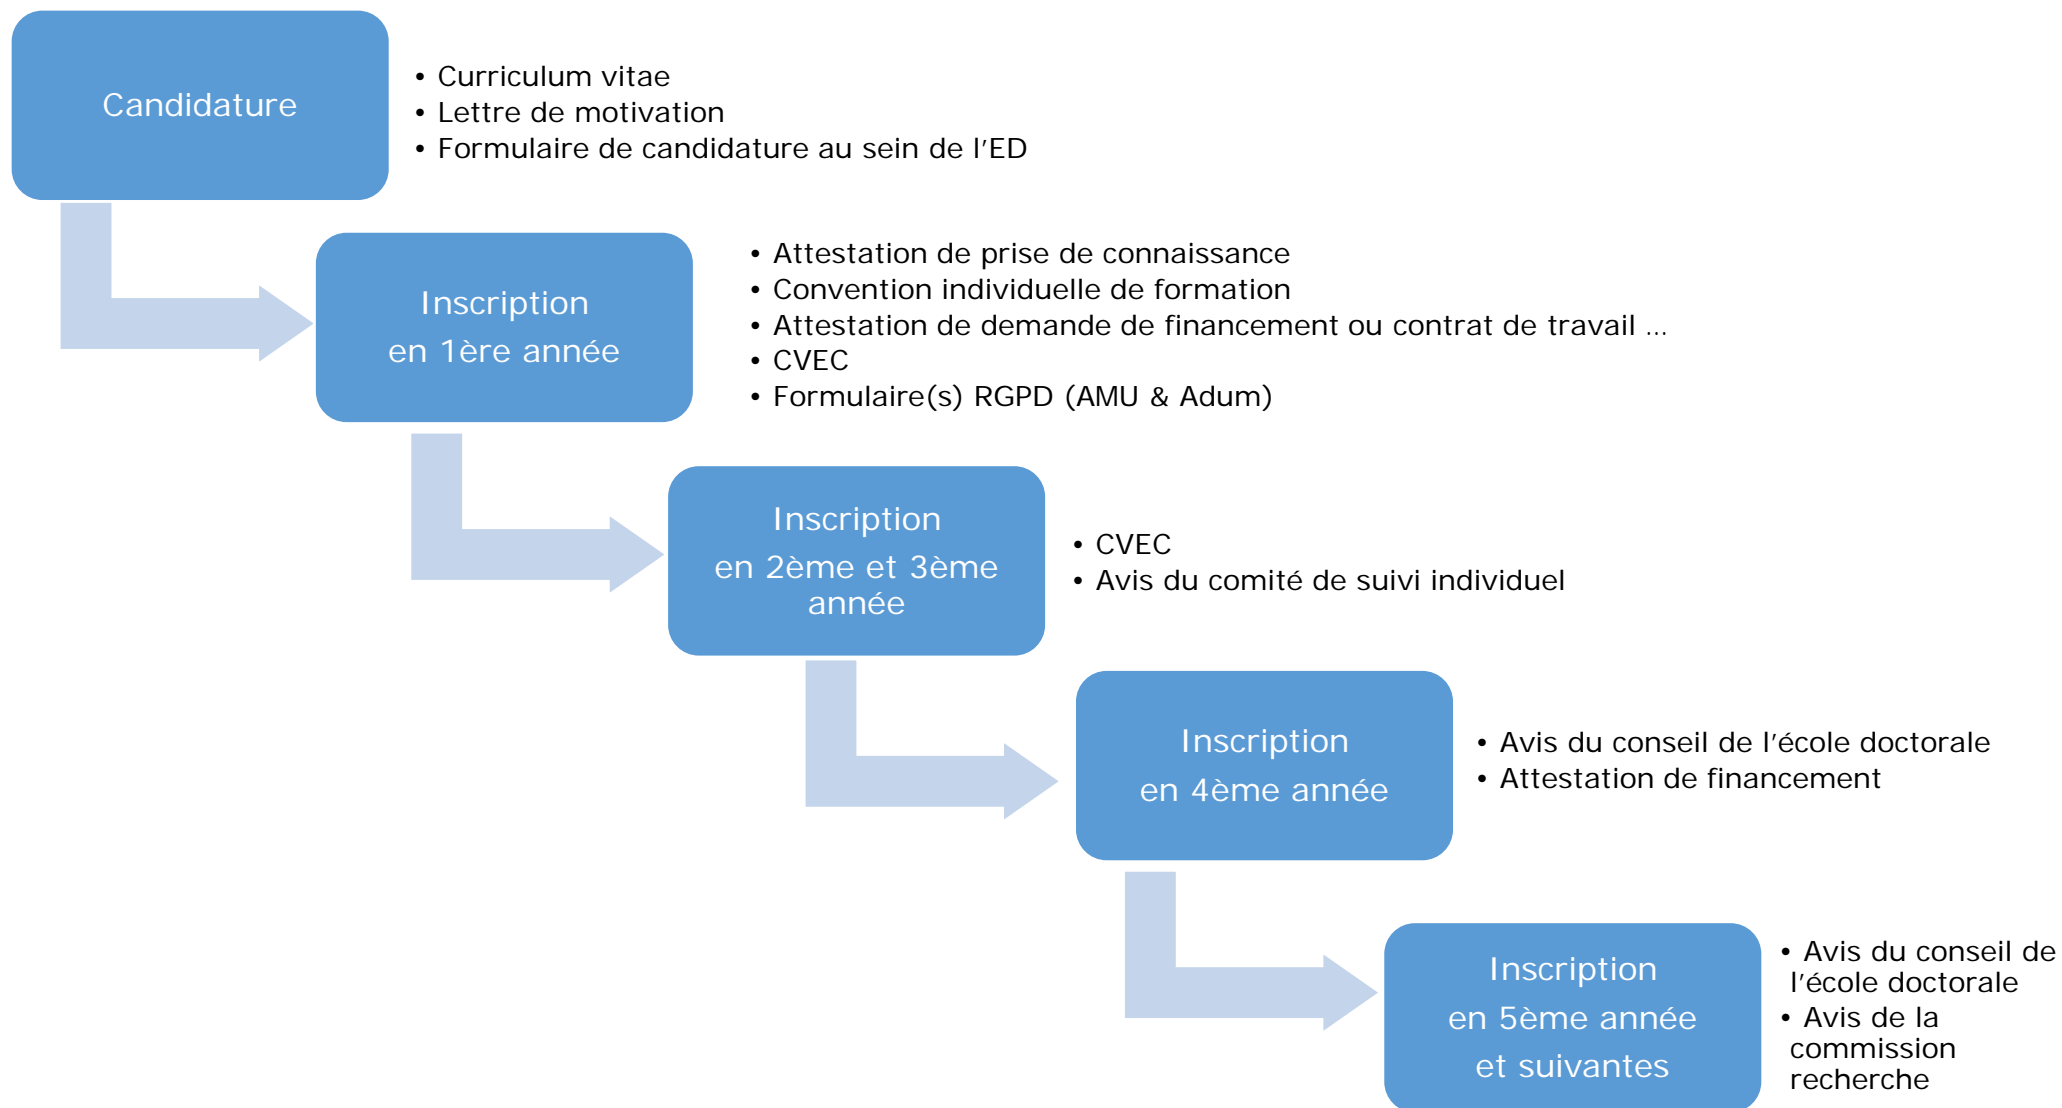 Candidature
• Curriculum vitae
• Lettre de motivation
• Formulaire de candidature au sein de l’ED
Inscription
en 1ère année
• Attestation de prise de connaissance
• Convention individuelle de formation
• Attestation de demande de financement ou contrat de travail ...
• CVEC
• Formulaire(s) RGPD (AMU & Adum)
Inscription
en 2ème et 3ème
année
• CVEC
• Avis du comité de suivi individuel
Inscription
en 4ème année
• Avis du conseil de l’école doctorale
• Attestation de financement
Inscription
en 5ème année
et suivantes
• Avis du conseil de
l’école doctorale
• Avis de la
commission
recherche